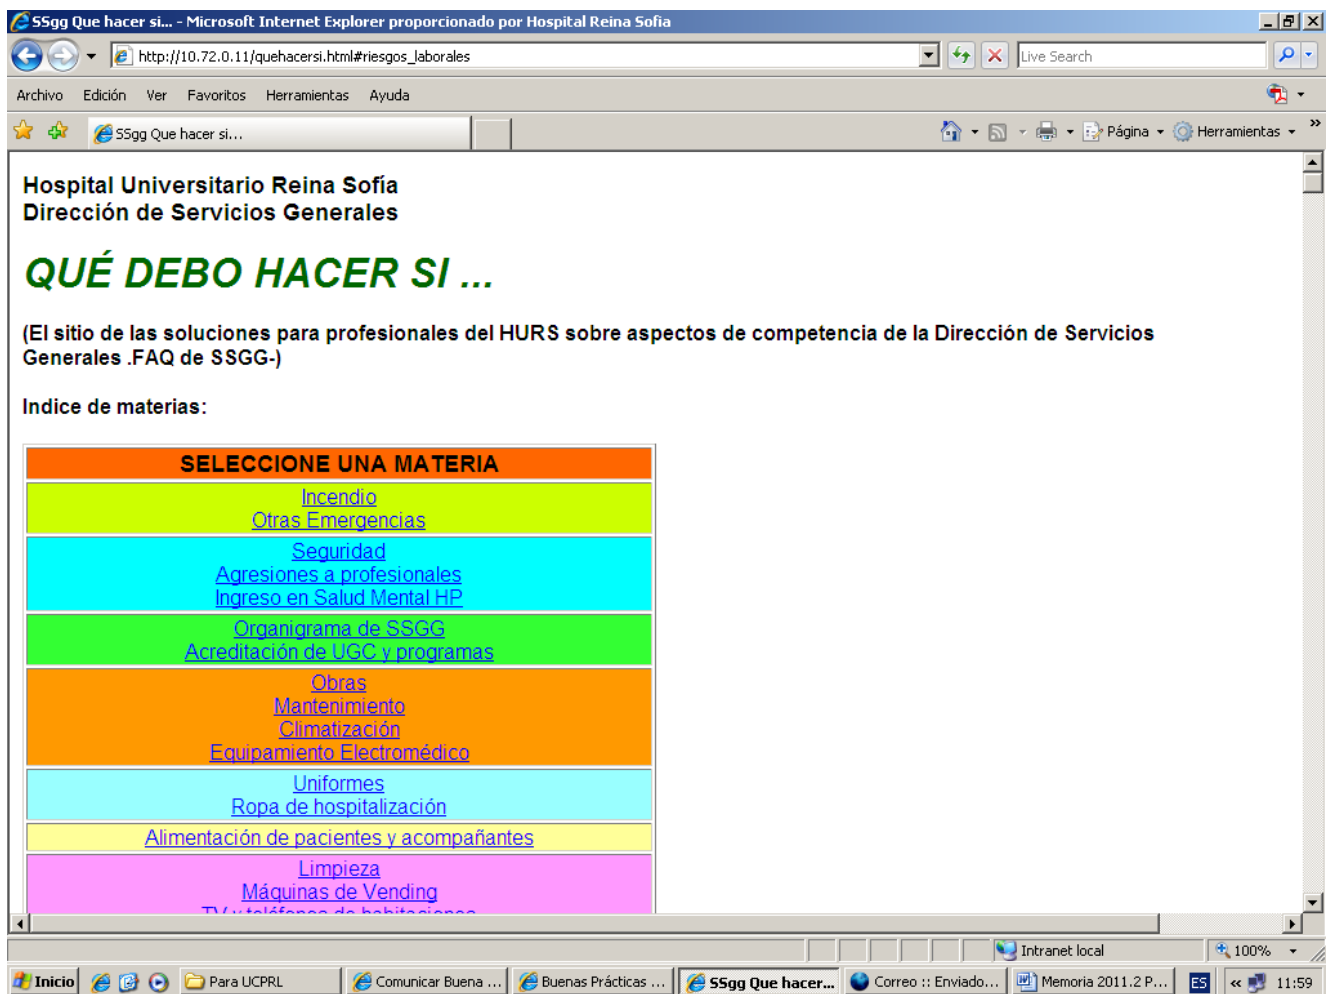 SSgg Que hacer si... - Microsoft Internet Explorer proporcionado por Hospital Reina Sofia
http://10.72.0.11/quehacersi.html#riesgos_laborales
Live Search
Archivo Edición Ver Favoritos Herramientas Ayuda
SSgg Que hacer si...
Página Herramientas »
Hospital Universitario Reina Sofía
Dirección de Servicios Generales
QUÉ DEBO HACER SI ...
(El sitio de las soluciones para profesionales del HURS sobre aspectos de competencia de la Dirección de Servicios
Generales .FAQ de SSGG-)
Indice de materias:
SELECCIONE UNA MATERIA
Incendio
Otras Emergencias
Seguridad
Agresiones a profesionales
Ingreso en Salud Mental HP
Organigrama de SSGG
Acreditación de UGC y programas
Obras
Mantenimiento
Climatización
Equipamiento Electromédico
Uniformes
Ropa de hospitalización
Alimentación de pacientes y acompañantes
Limpieza
Máquinas de Vending
TV y teléfonos de habitaciones
Intranet local 100%
Inicio Para UCPRL Comunicar Buena ... Buenas Prácticas ... SSgg Que hacer... Correo :: Enviado... Memoria 2011.2 P... ES « 11:59